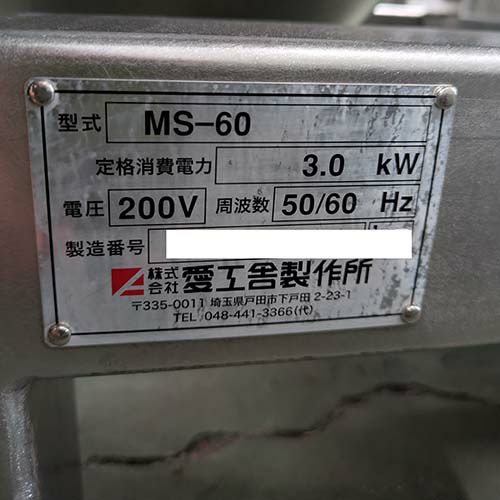 型式 MS-60
定格消費電力 3.0 kW
電圧 200V 周波数 50/60 Hz
製造番号
株式会社 愛工舎製作所
〒335-0011 埼玉県戸田市下戸田 2-23-1
TEL 048-441-3366(代)